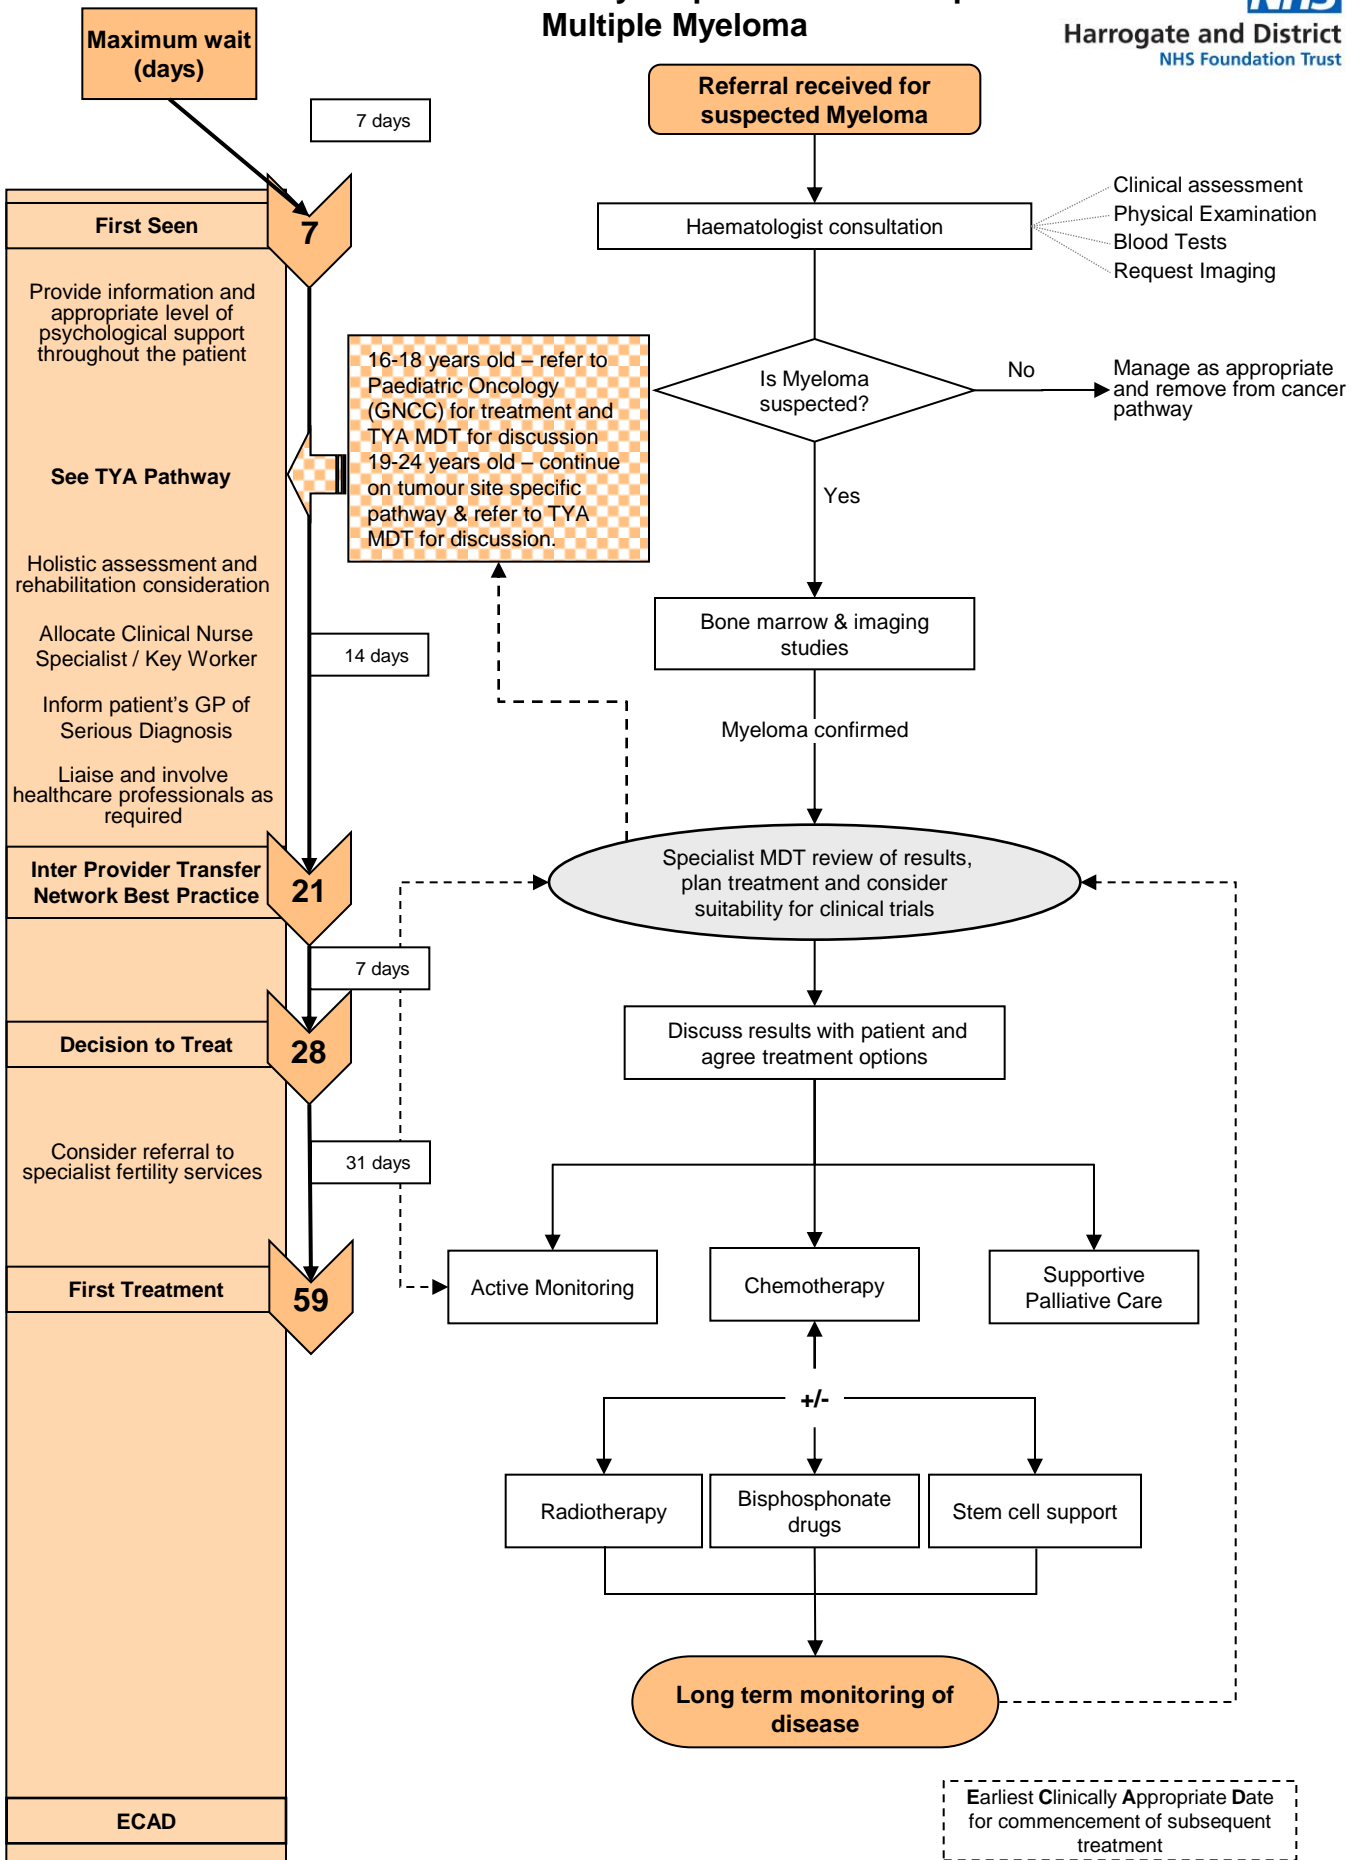 Multiple Myeloma
NHS
Harrogate and District
NHS Foundation Trust
Maximum wait
(days)
7 days
Referral received for
suspected Myeloma
Clinical assessment
Physical Examination
Blood Tests
Request Imaging
First Seen
7
Haematologist consultation
Provide information and
appropriate level of
psychological support
throughout the patient
16-18 years old – refer to
Paediatric Oncology
(GNCC) for treatment and
TYA MDT for discussion
19-24 years old – continue
on tumour site specific
pathway & refer to TYA
MDT for discussion.
Is Myeloma
suspected?
No
Manage as appropriate
and remove from cancer
pathway
See TYA Pathway
Yes
Holistic assessment and
rehabilitation consideration
Allocate Clinical Nurse
Specialist / Key Worker
14 days
Bone marrow & imaging
studies
Inform patient's GP of
Serious Diagnosis
Myeloma confirmed
Liaise and involve
healthcare professionals as
required
Inter Provider Transfer
Network Best Practice
21
Specialist MDT review of results,
plan treatment and consider
suitability for clinical trials
7 days
Decision to Treat
28
Discuss results with patient and
agree treatment options
Consider referral to
specialist fertility services
31 days
First Treatment
59
Active Monitoring
Chemotherapy
Supportive
Palliative Care
+/-
Radiotherapy
Bisphosphonate
drugs
Stem cell support
Long term monitoring of
disease
ECAD
Earliest Clinically Appropriate Date
for commencement of subsequent
treatment